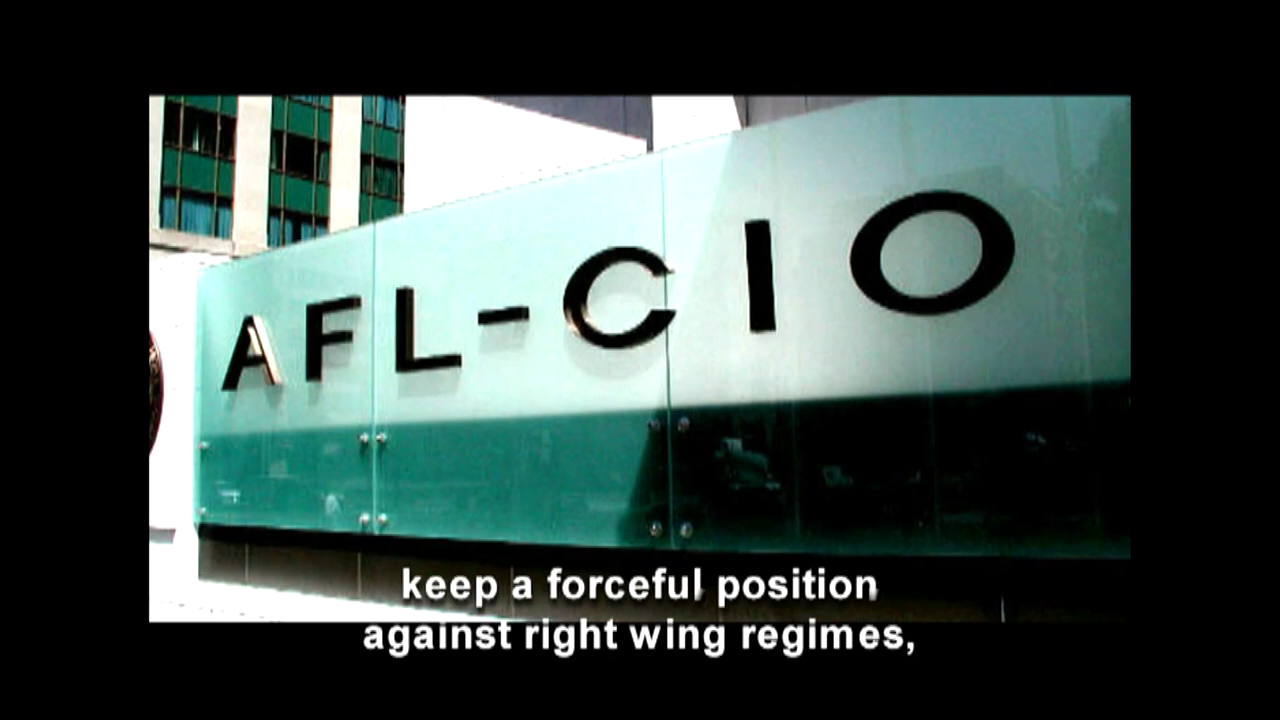 AFL-CIO
keep a forceful position
against right wing regimes,